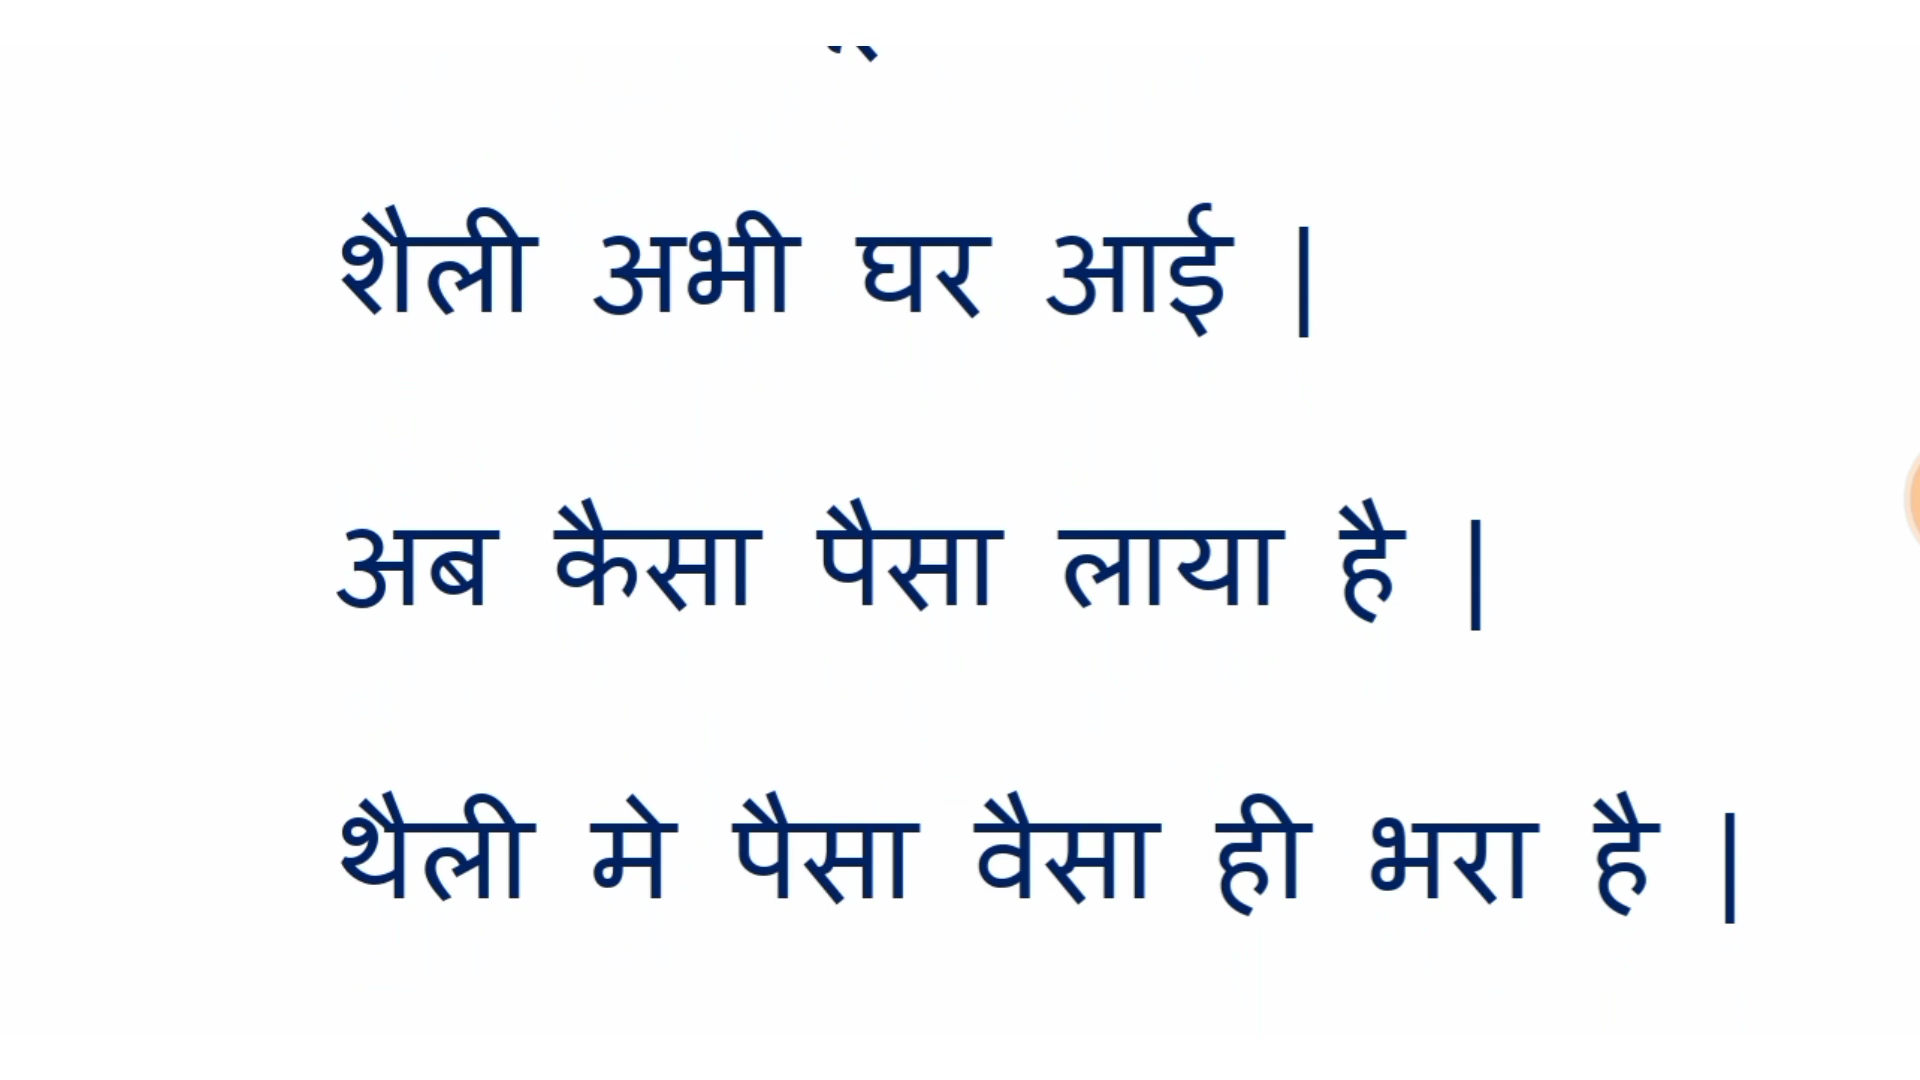 शैली अभी घर आई |
अब कैसा पैसा लाया है |
थैली मे पैसा वैसा ही भरा है |